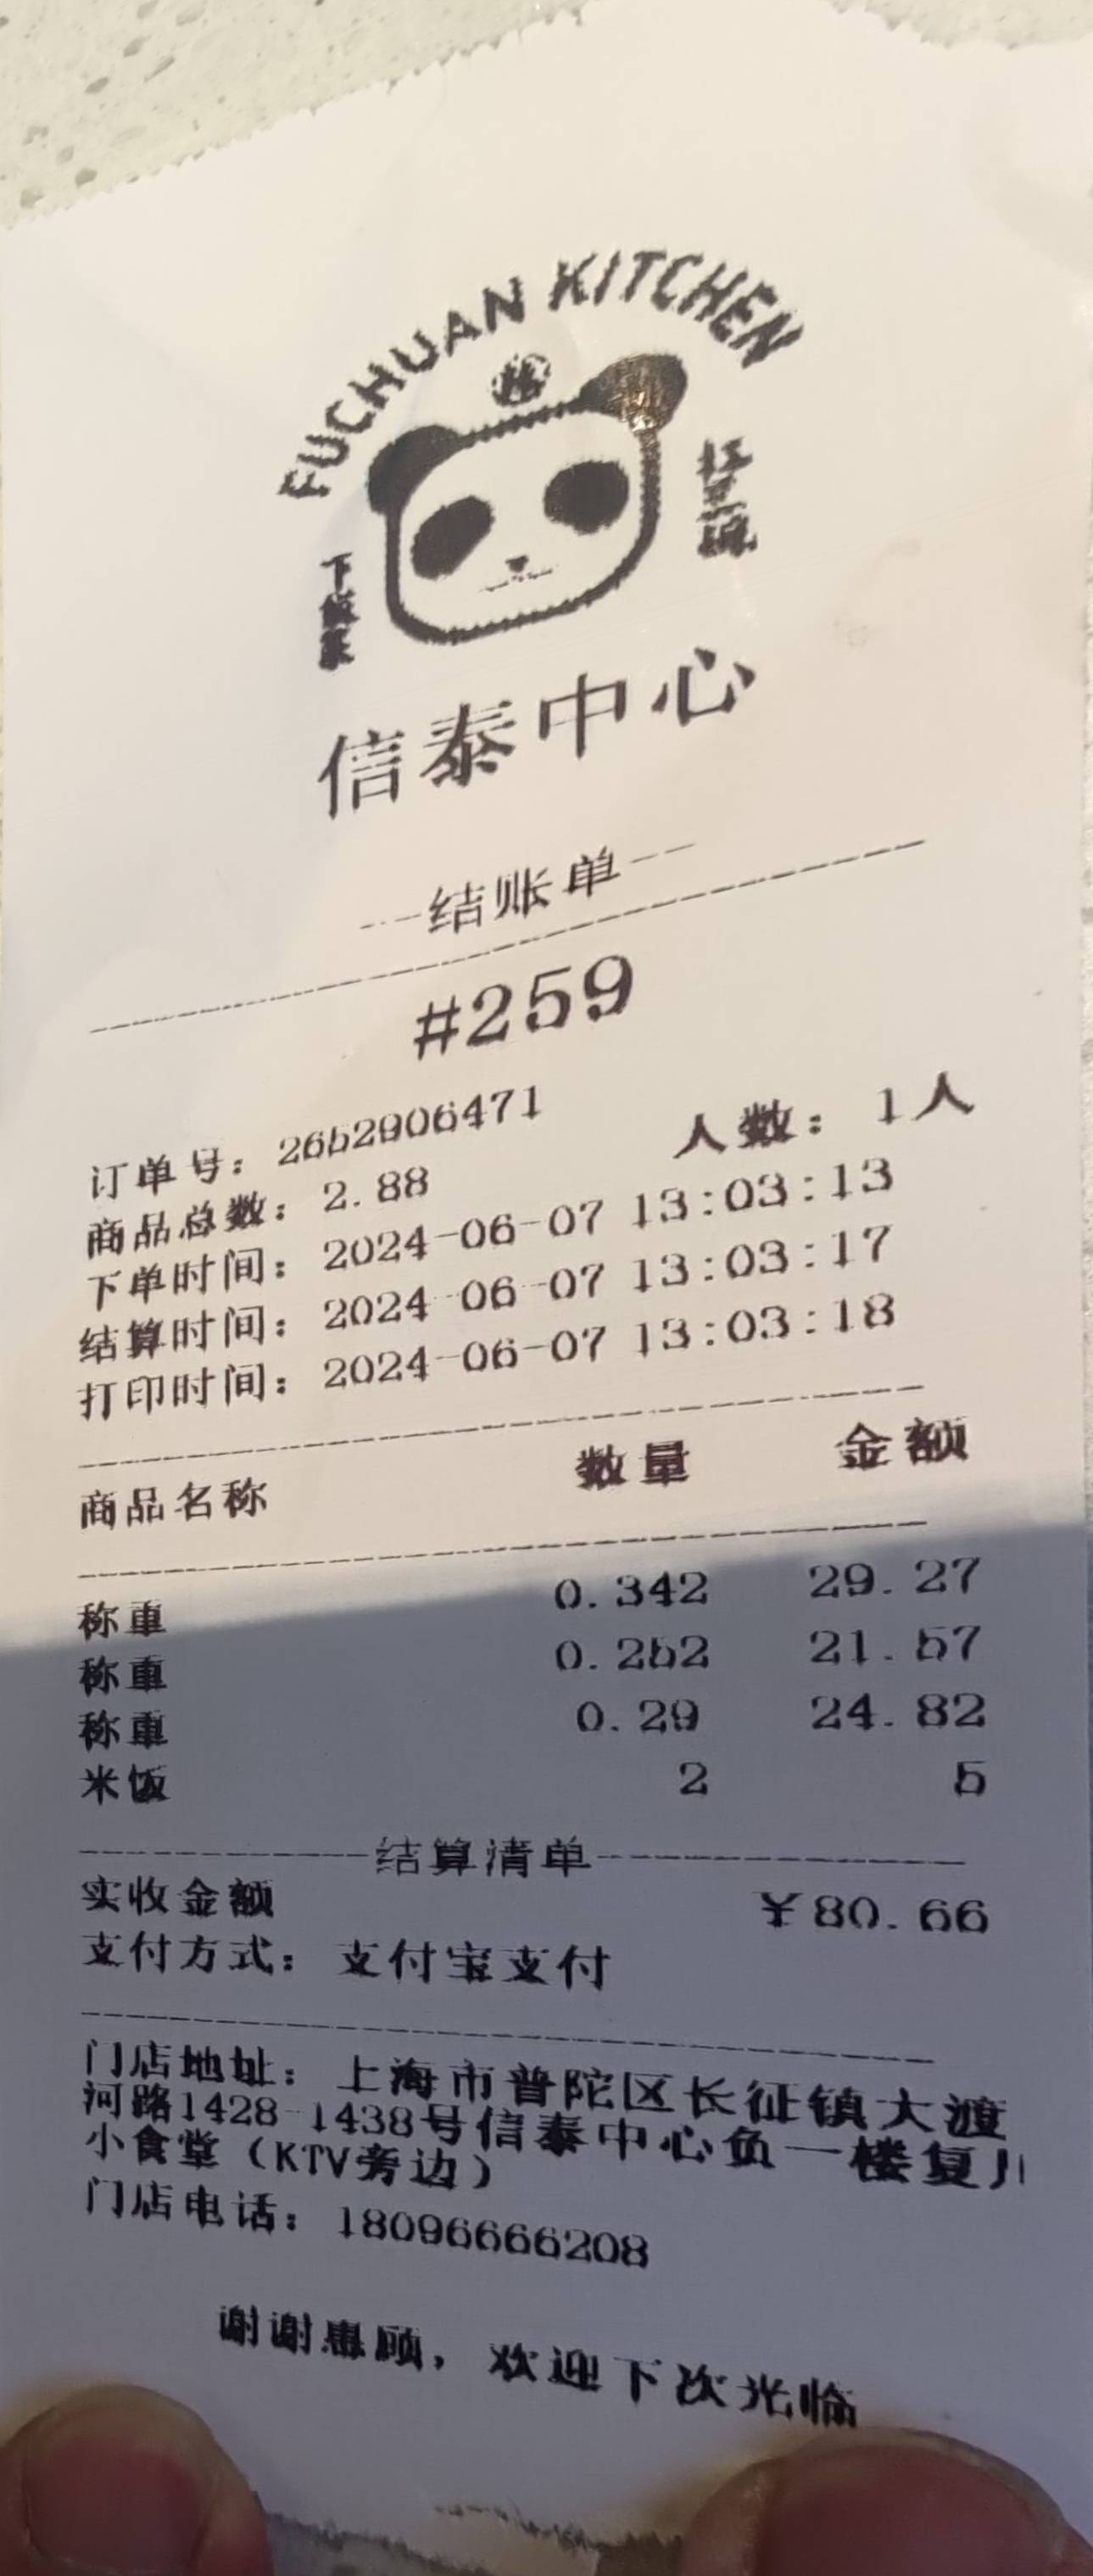 FUCHUAN KITCHEN
下饭菜
信泰中心
--结账单--
#259
订单号：2652906471 人数：1人
商品总数：2.88
下单时间：2024-06-07 13:03:13
结算时间：2024-06-07 13:03:17
打印时间：2024-06-07 13:03:18
商品名称 数量 金额
称重 0.342 29.27
称重 0.252 21.57
称重 0.29 24.82
米饭 2 5
结算清单
实收金额 ￥80.66
支付方式：支付宝支付
门店地址：上海市普陀区长征镇大渡
河路1428-1438号信泰中心负一楼复川
小食堂（KTV旁边）
门店电话：18096666208
谢谢惠顾，欢迎下次光临